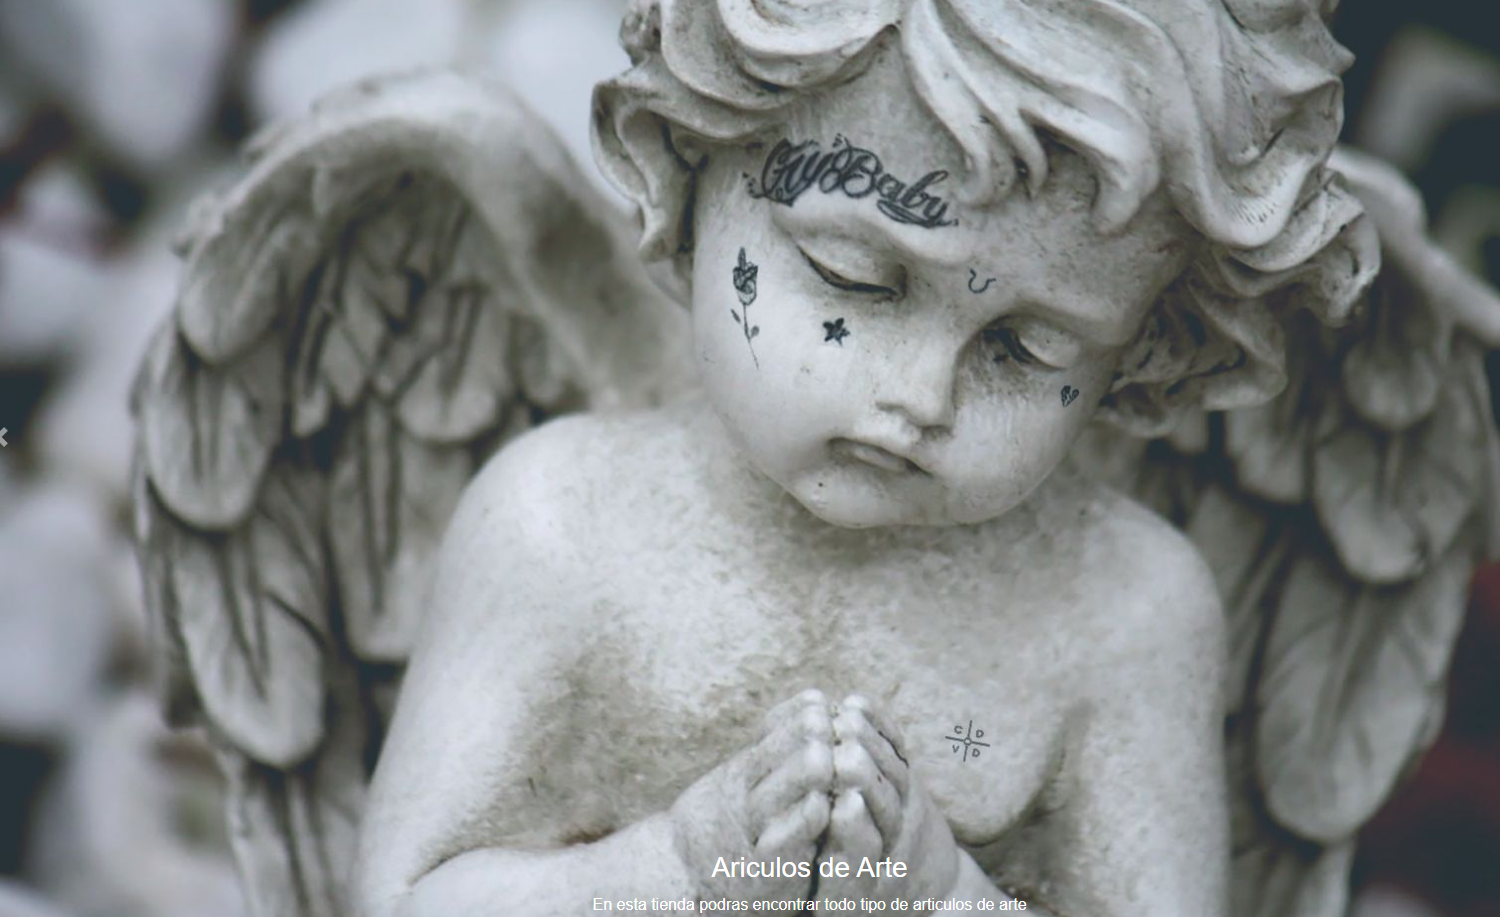 CryBaby
C D
V D
Ariculos de Arte
En esta tienda podras encontrar todo tipo de articulos de arte